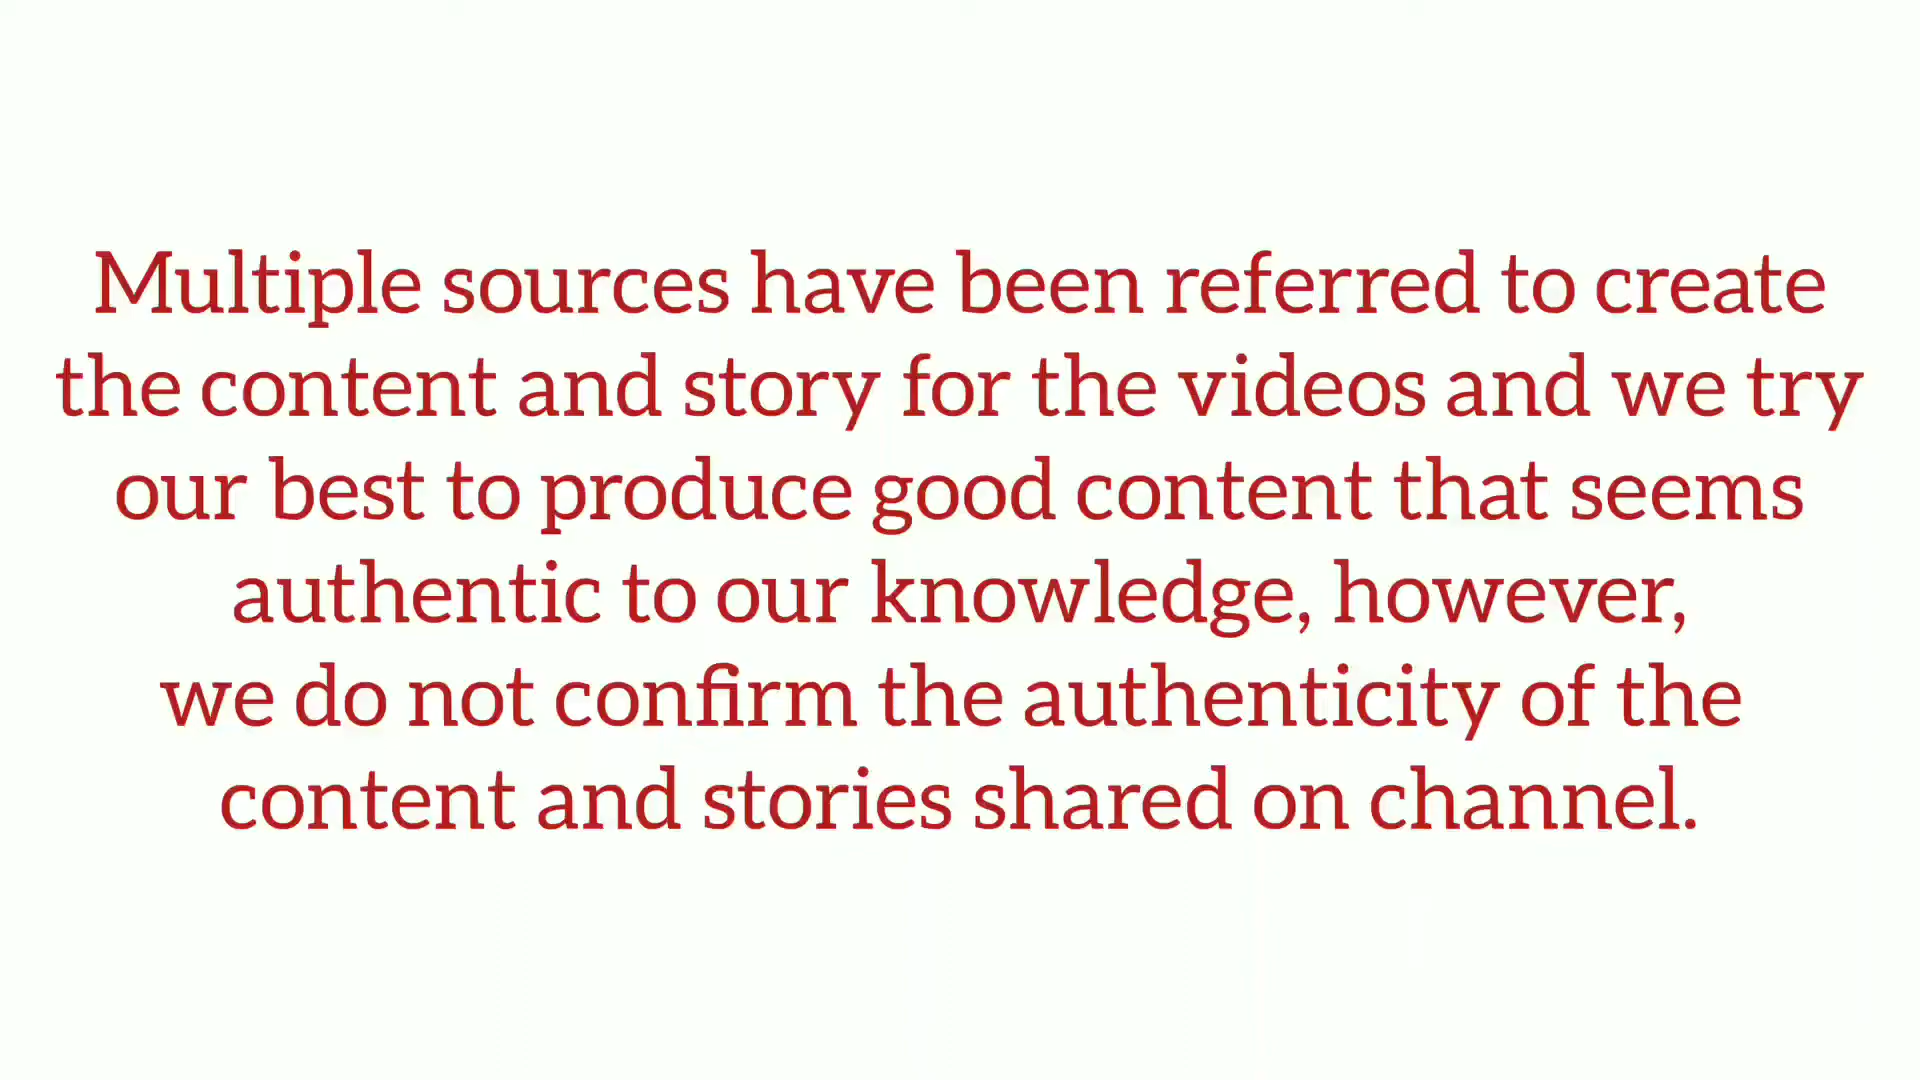 Multiple sources have been referred to create
the content and story for the videos and we try
our best to produce good content that seems
authentic to our knowledge, however,
we do not confirm the authenticity of the
content and stories shared on channel.